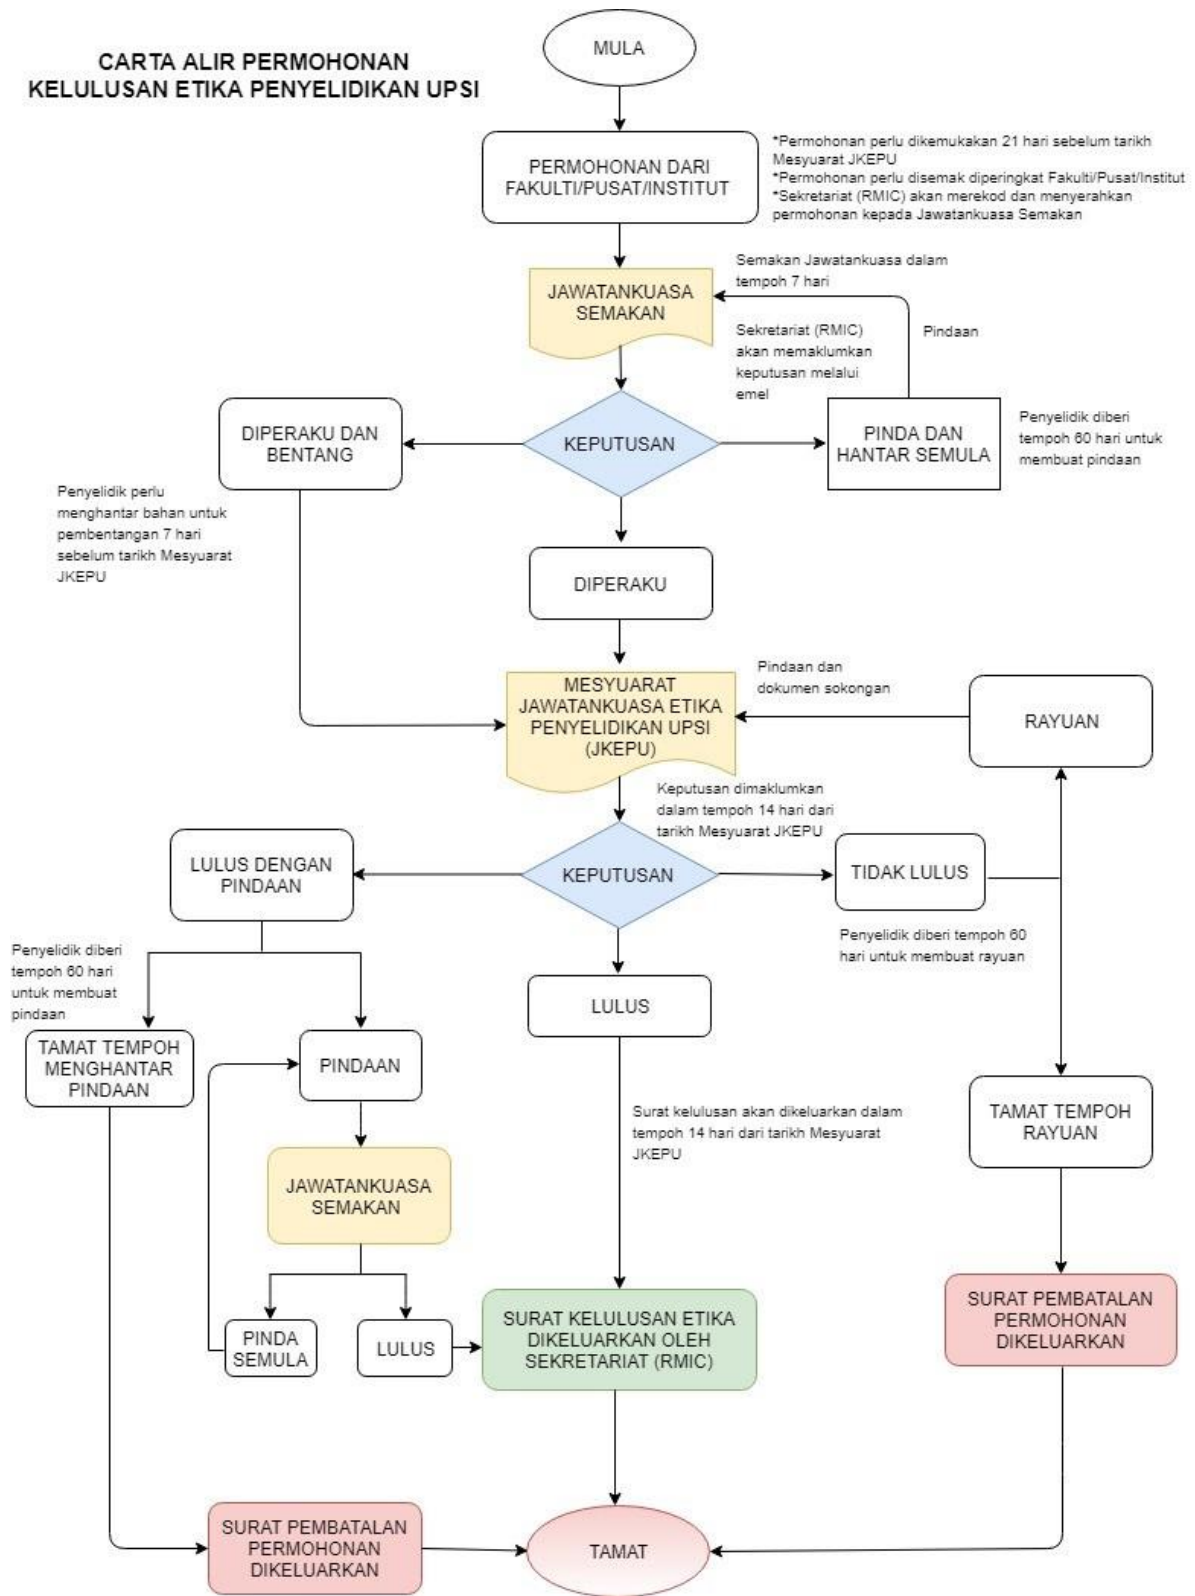 MULA
CARTA ALIR PERMOHONAN
KELULUSAN ETIKA PENYELIDIKAN UPSI
PERMOHONAN DARI
FAKULTI/PUSAT/INSTITUT
*Permohonan perlu dikemukakan 21 hari sebelum tarikh
Mesyuarat JKEPU
*Permohonan perlu disemak diperingkat Fakulti/Pusat/Institut
*Sekretariat (RMIC) akan merekod dan menyerahkan
permohonan kepada Jawatankuasa Semakan
JAWATANKUASA
SEMAKAN
Semakan Jawatankuasa dalam
tempoh 7 hari
Sekretariat (RMIC)
akan memaklumkan
keputusan melalui
emel
Pindaan
DIPERAKU DAN
BENTANG
KEPUTUSAN
PINDA DAN
HANTAR SEMULA
Penyelidik diberi
tempoh 60 hari untuk
membuat pindaan
Penyelidik perlu
menghantar bahan untuk
pembentangan 7 hari
sebelum tarikh Mesyuarat
JKEPU
DIPERAKU
MESYUARAT
JAWATANKUASA ETIKA
PENYELIDIKAN UPSI
(JKEPU)
Pindaan dan
dokumen sokongan
RAYUAN
Keputusan dimaklumkan
dalam tempoh 14 hari dari
tarikh Mesyuarat JKEPU
LULUS DENGAN
PINDAAN
KEPUTUSAN
TIDAK LULUS
Penyelidik diberi tempoh 60
hari untuk membuat rayuan
Penyelidik diberi
tempoh 60 hari
untuk membuat
pindaan
LULUS
TAMAT TEMPOH
MENGHANTAR
PINDAAN
PINDAAN
Surat kelulusan akan dikeluarkan dalam
tempoh 14 hari dari tarikh Mesyuarat
JKEPU
TAMAT TEMPOH
RAYUAN
JAWATANKUASA
SEMAKAN
PINDA
SEMULA
LULUS
SURAT KELULUSAN ETIKA
DIKELUARKAN OLEH
SEKRETARIAT (RMIC)
SURAT PEMBATALAN
PERMOHONAN
DIKELUARKAN
SURAT PEMBATALAN
PERMOHONAN
DIKELUARKAN
TAMAT